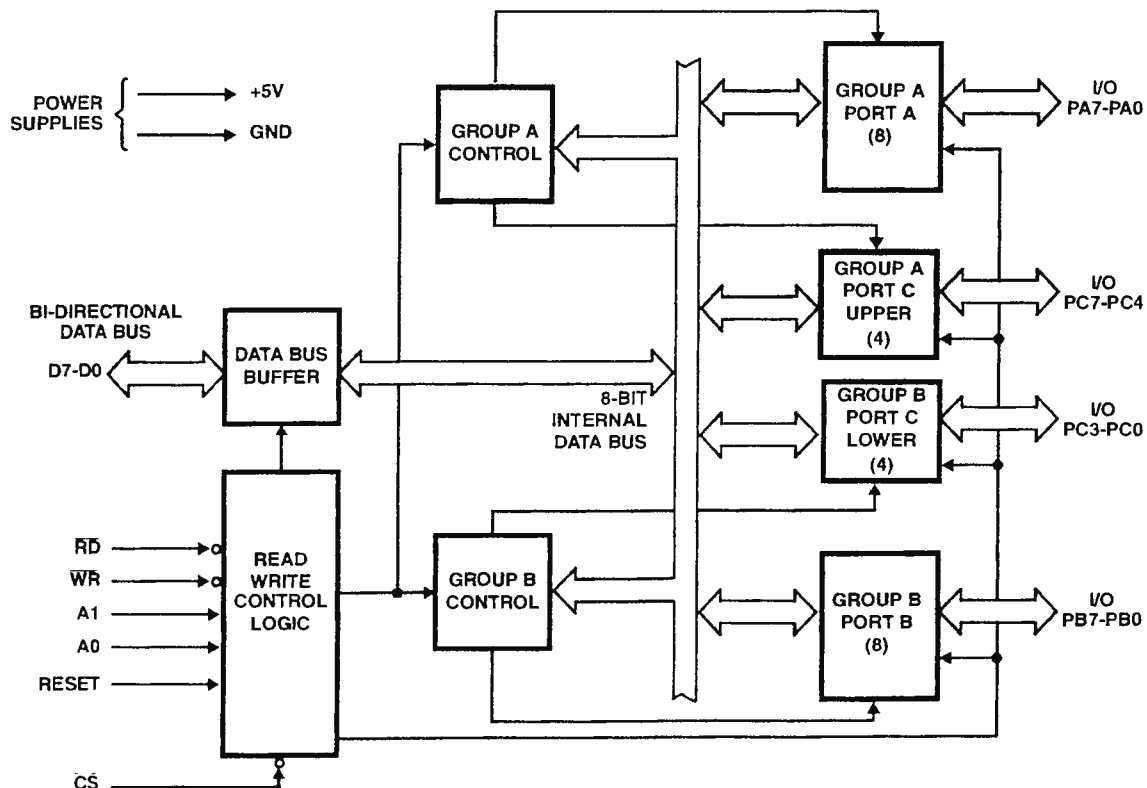 POWER
SUPPLIES
+5V
GND
GROUP A
CONTROL
GROUP A
PORT A
(8)
I/O
PA7-PA0
GROUP A
PORT C
UPPER
(4)
I/O
PC7-PC4
BI-DIRECTIONAL
DATA BUS
D7-D0
DATA BUS
BUFFER
8-BIT
INTERNAL
DATA BUS
GROUP B
PORT C
LOWER
(4)
I/O
PC3-PC0
RD
WR
A1
A0
RESET
CS
READ
WRITE
CONTROL
LOGIC
GROUP B
CONTROL
GROUP B
PORT B
(8)
I/O
PB7-PB0